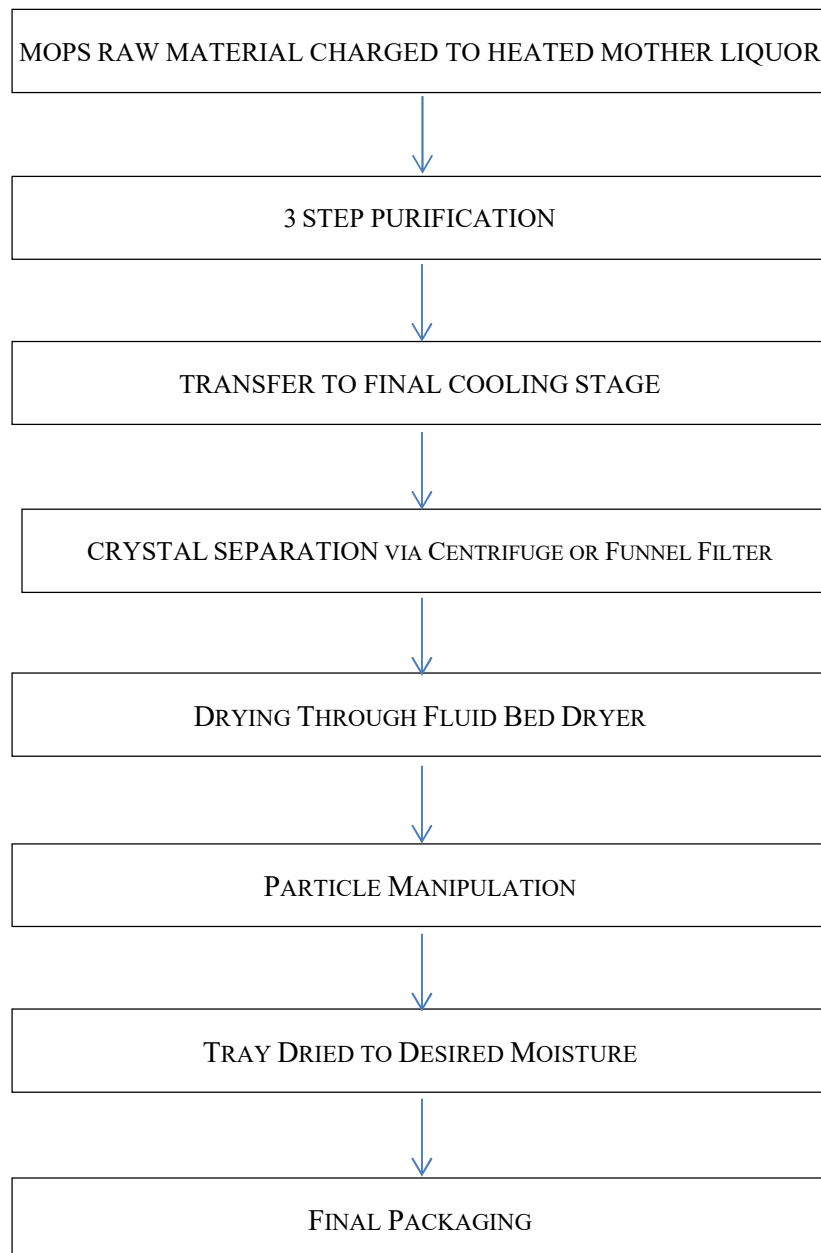 MOPS RAW MATERIAL CHARGED TO HEATED MOTHER LIQUOR
3 STEP PURIFICATION
TRANSFER TO FINAL COOLING STAGE
CRYSTAL SEPARATION VIA CENTRIFUGE OR FUNNEL FILTER
DRYING THROUGH FLUID BED DRYER
PARTICLE MANIPULATION
TRAY DRIED TO DESIRED MOISTURE
FINAL PACKAGING